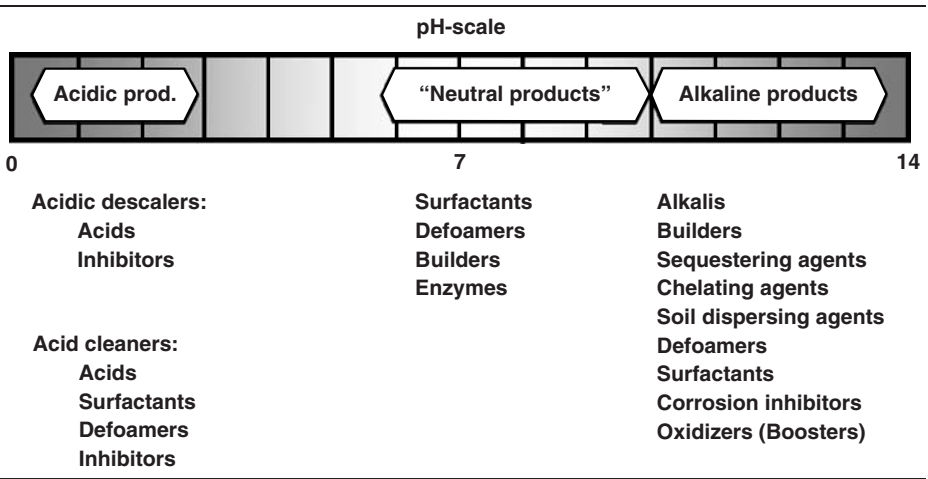 pH-scale
Acidic prod.
“Neutral products”
Alkaline products
0
7
14
Acidic descalers:
Acids
Inhibitors
Acid cleaners:
Acids
Surfactants
Defoamers
Inhibitors
Surfactants
Defoamers
Builders
Enzymes
Alkalis
Builders
Sequestering agents
Chelating agents
Soil dispersing agents
Defoamers
Surfactants
Corrosion inhibitors
Oxidizers (Boosters)